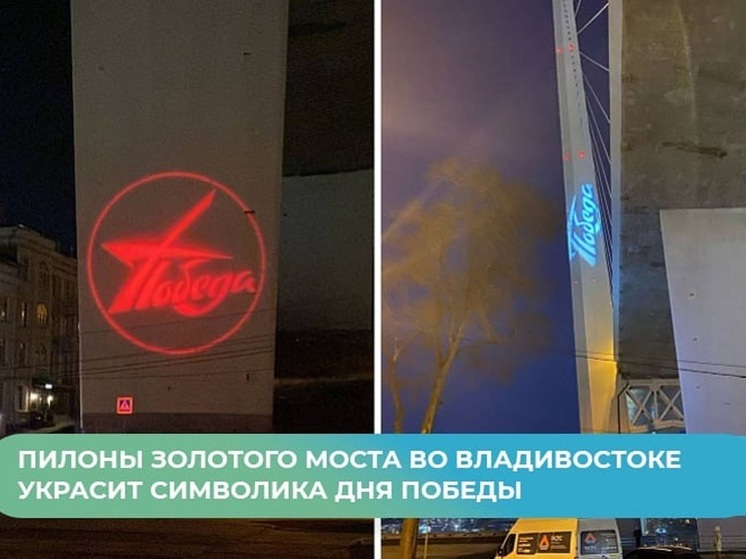 Победа
Победа
ПИЛОНЫ ЗОЛОТОГО МОСТА ВО ВЛАДИВОСТОКЕ
УКРАСИТ СИМВОЛИКА ДНЯ ПОБЕДЫ